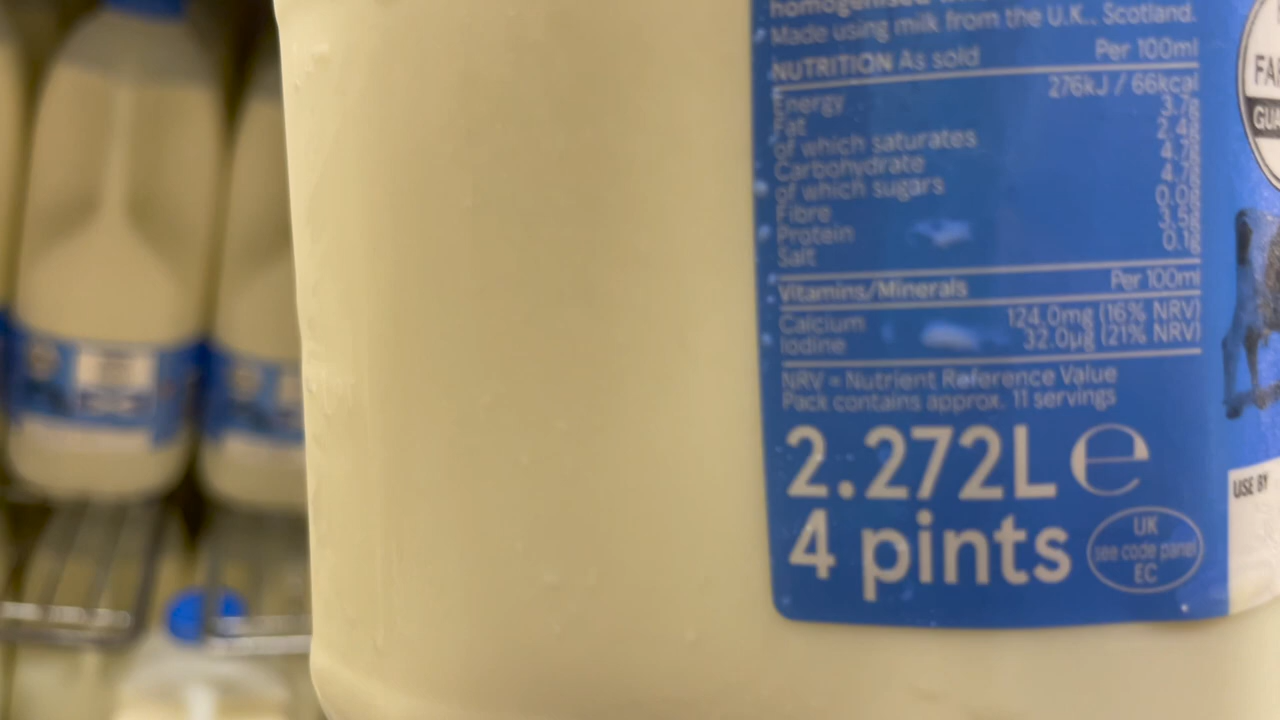 homogenised
Made using milk from the U.K., Scotland.
NUTRITION As sold Per 100ml
Energy 276kJ / 66kcal
Fat 3.7g
of which saturates 2.4g
Carbohydrate 4.7g
of which sugars 4.7g
Fibre 0.0g
Protein 3.5g
Salt 0.1g
Vitamins/Minerals Per 100ml
Calcium 124.0mg (16% NRV)
Iodine 32.0µg (21% NRV)
NRV = Nutrient Reference Value
Pack contains approx. 11 servings
2.272L ℮
4 pints
UK
see code panel
EC
FA
GUA
USE BY